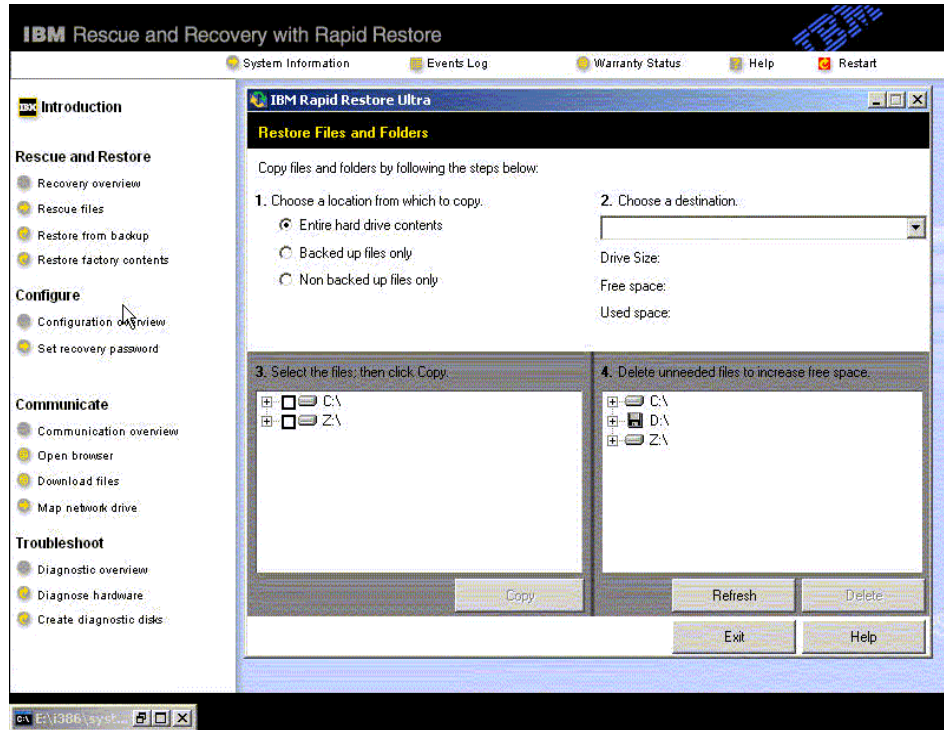 IBM Rescue and Recovery with Rapid Restore
IBM
System Information
Events Log
Warranty Status
Help
Restart
IBM Introduction
Rescue and Restore
Recovery overview
Rescue files
Restore from backup
Restore factory contents
Configure
Configuration overview
Set recovery password
Communicate
Communication overview
Open browser
Download files
Map network drive
Troubleshoot
Diagnostic overview
Diagnose hardware
Create diagnostic disks
IBM Rapid Restore Ultra
Restore Files and Folders
Copy files and folders by following the steps below:
1. Choose a location from which to copy.
Entire hard drive contents
Backed up files only
Non backed up files only
2. Choose a destination.
Drive Size:
Free space:
Used space:
3. Select the files; then click Copy.
C:\
Z:\
Copy
4. Delete unneeded files to increase free space.
C:\
D:\
Z:\
Refresh
Delete
Exit
Help
E:\i386\syst...